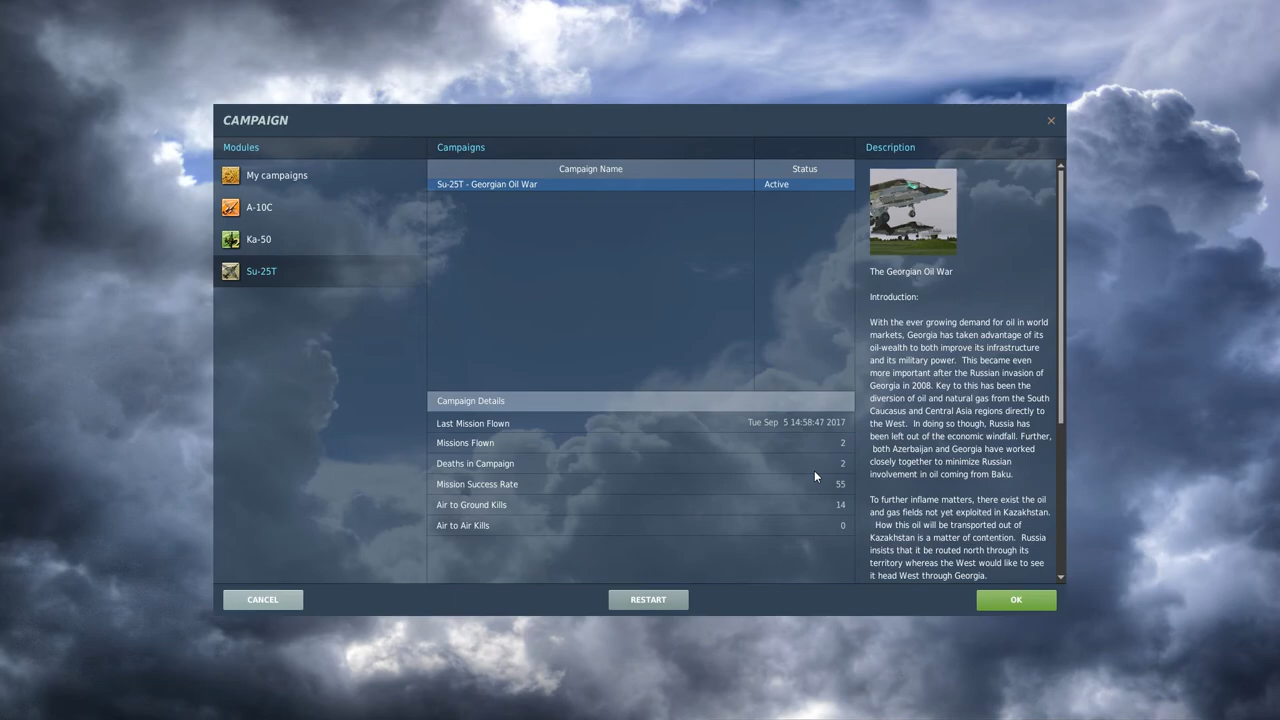 CAMPAIGN
Modules
My campaigns
A-10C
Ka-50
Su-25T
Campaigns
Campaign Name Status
Su-25T - Georgian Oil War Active
Campaign Details
Last Mission Flown Tue Sep  5 14:58:47 2017
Missions Flown 2
Deaths in Campaign 2
Mission Success Rate 55
Air to Ground Kills 14
Air to Air Kills 0
Description
The Georgian Oil War
Introduction:
With the ever growing demand for oil in world
markets, Georgia has taken advantage of its
oil-wealth to both improve its infrastructure
and its military power.  This became even
more important after the Russian invasion of
Georgia in 2008. Key to this has been the
diversion of oil and natural gas from the South
Caucasus and Central Asia regions directly to
the West.  In doing so though, Russia has
been left out of the economic windfall. Further,
both Azerbaijan and Georgia have worked
closely together to minimize Russian
involvement in oil coming from Baku.
To further inflame matters, there exist the oil
and gas fields not yet exploited in Kazakhstan.
How this oil will be transported out of
Kazakhstan is a matter of contention.  Russia
insists that it be routed north through its
territory whereas the West would like to see
it head West through Georgia.
CANCEL
RESTART
OK